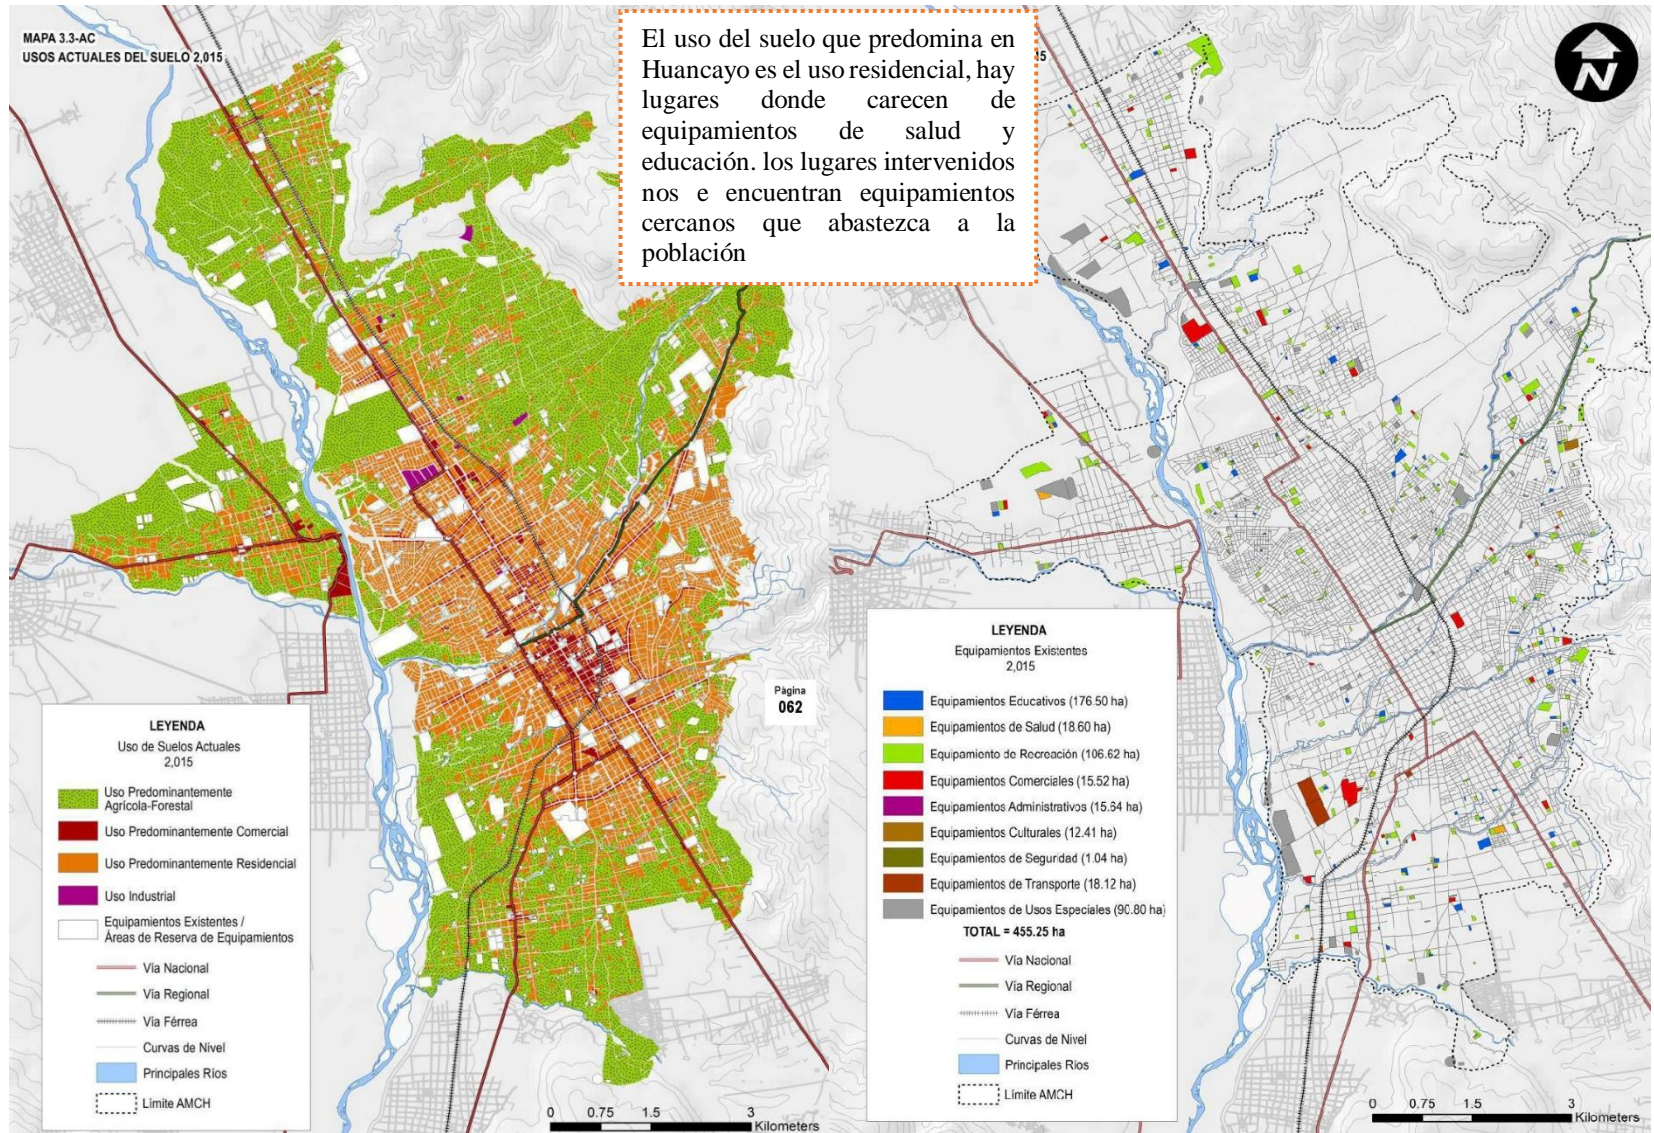 MAPA 3.3-AC
USOS ACTUALES DEL SUELO 2,015
El uso del suelo que predomina en
Huancayo es el uso residencial, hay
lugares donde carecen de
equipamientos de salud y
educación. los lugares intervenidos
nos e encuentran equipamientos
cercanos que abastezca a la
población
15
N
Página
062
LEYENDA
Uso de Suelos Actuales
2,015
Uso Predominantemente
Agrícola-Forestal
Uso Predominantemente Comercial
Uso Predominantemente Residencial
Uso Industrial
Equipamientos Existentes /
Áreas de Reserva de Equipamientos
Vía Nacional
Vía Regional
Vía Férrea
Curvas de Nivel
Principales Ríos
Limite AMCH
0 0.75 1.5 3
Kilometers
LEYENDA
Equipamientos Existentes
2,015
Equipamientos Educativos (176.50 ha)
Equipamientos de Salud (18.60 ha)
Equipamiento de Recreación (106.62 ha)
Equipamientos Comerciales (15.52 ha)
Equipamientos Administrativos (15.64 ha)
Equipamientos Culturales (12.41 ha)
Equipamientos de Seguridad (1.04 ha)
Equipamientos de Transporte (18.12 ha)
Equipamientos de Usos Especiales (90.80 ha)
TOTAL = 455.25 ha
Vía Nacional
Vía Regional
Vía Férrea
Curvas de Nivel
Principales Ríos
Limite AMCH
0 0.75 1.5 3
Kilometers